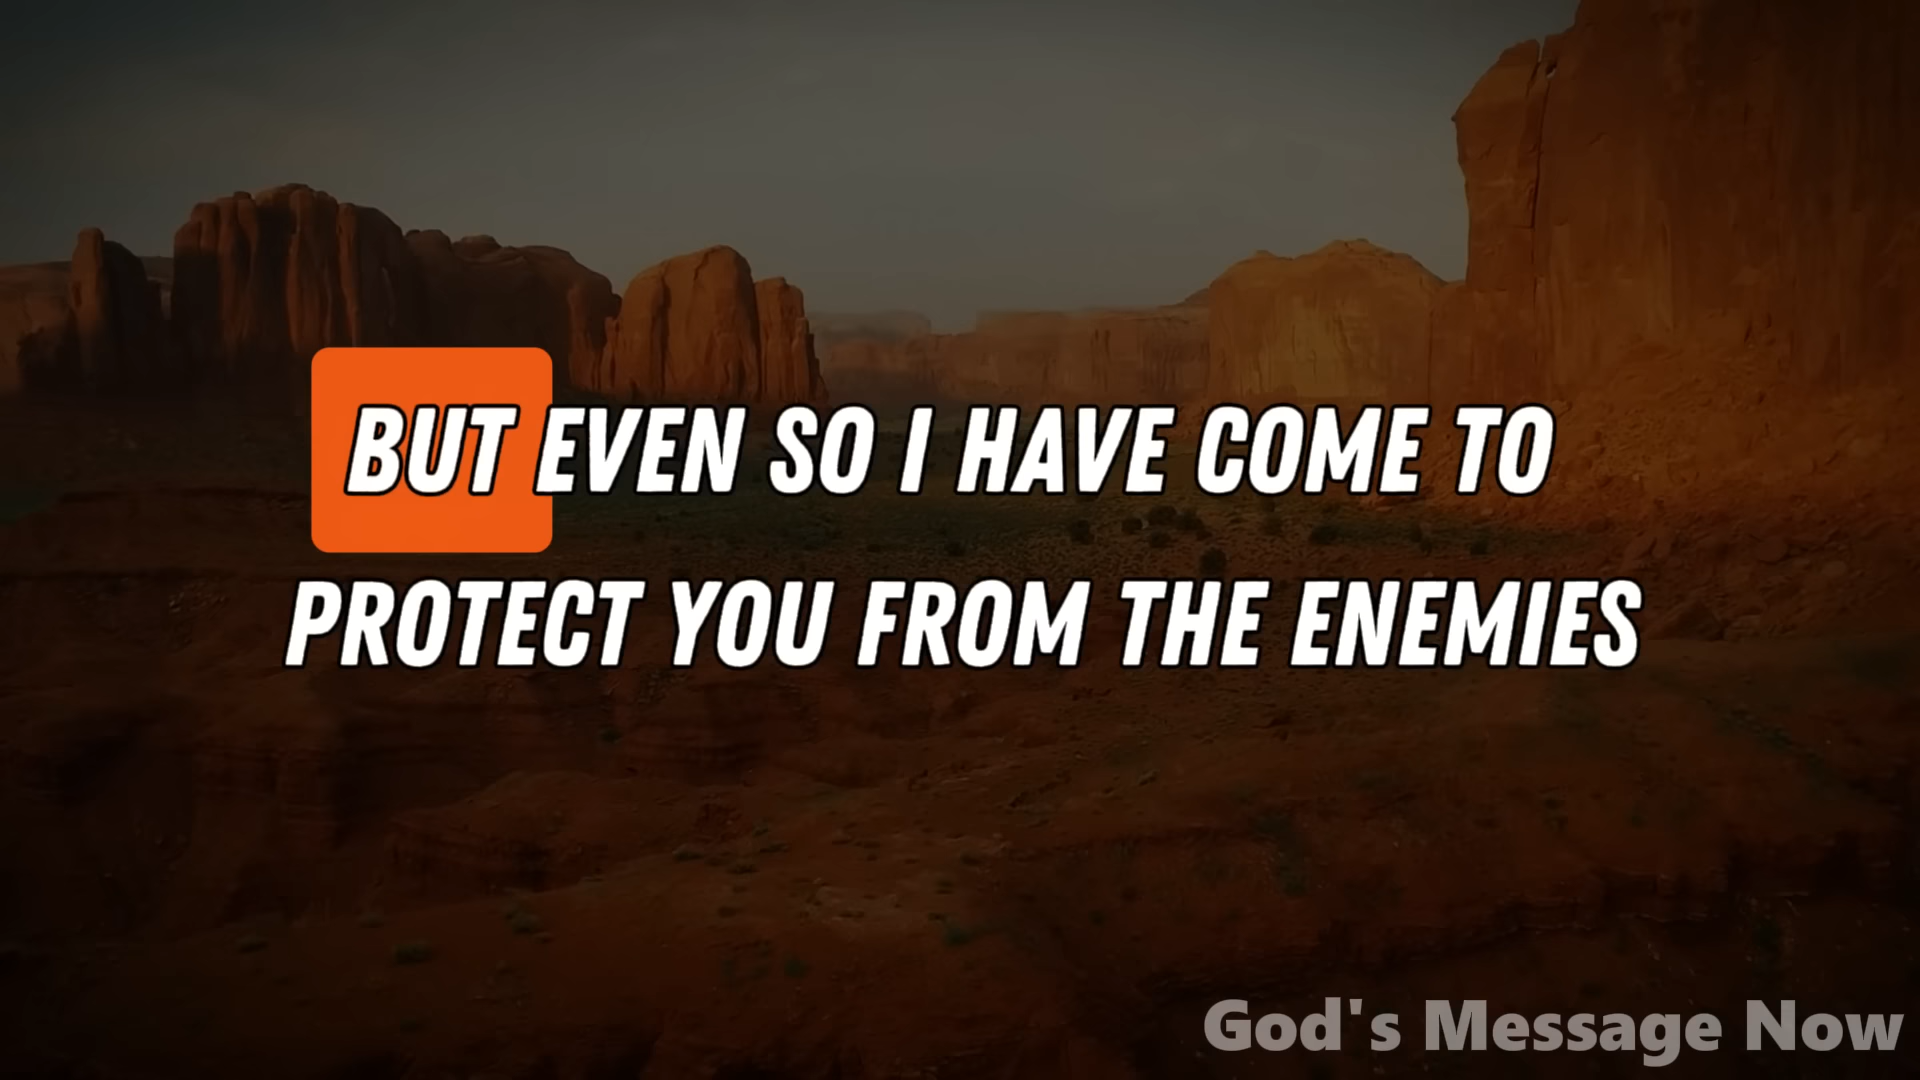 BUT EVEN SO I HAVE COME TO
PROTECT YOU FROM THE ENEMIES
God's Message Now